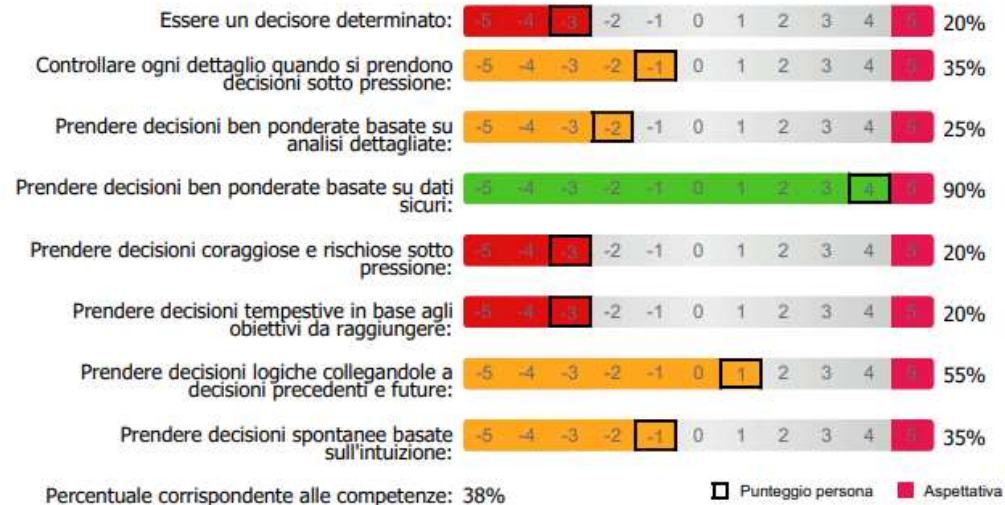 Essere un decisore determinato: -5 -4 -3 -2 -1 0 1 2 3 4 5 20%
Controllare ogni dettaglio quando si prendono
decisioni sotto pressione: -5 -4 -3 -2 -1 0 1 2 3 4 5 35%
Prendere decisioni ben ponderate basate su
analisi dettagliate: -5 -4 -3 -2 -1 0 1 2 3 4 5 25%
Prendere decisioni ben ponderate basate su dati
sicuri: -5 -4 -3 -2 -1 0 1 2 3 4 5 90%
Prendere decisioni coraggiose e rischiose sotto
pressione: -5 -4 -3 -2 -1 0 1 2 3 4 5 20%
Prendere decisioni tempestive in base agli
obiettivi da raggiungere: -5 -4 -3 -2 -1 0 1 2 3 4 5 20%
Prendere decisioni logiche collegandole a
decisioni precedenti e future: -5 -4 -3 -2 -1 0 1 2 3 4 5 55%
Prendere decisioni spontanee basate
sull'intuizione: -5 -4 -3 -2 -1 0 1 2 3 4 5 35%
Percentuale corrispondente alle competenze: 38% Punteggio persona Aspettativa